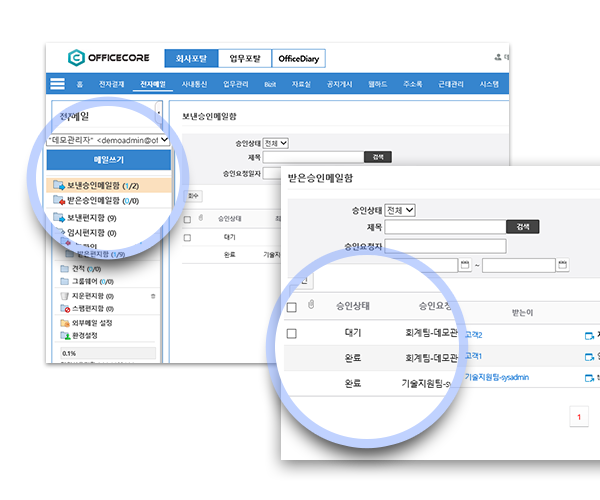 OFFICECORE 회사포탈 업무포탈 OfficeDiary
홈 전자결재 전자메일 사내통신 업무관리 Bizit 자료실 공지게시 웹하드 주소록 근태관리 시스템
전자메일
"데모관리자" <demoadmin@of
메일쓰기
보낸승인메일함 (1/2)
받은승인메일함 (0/0)
보낸편지함 (9)
임시편지함 (0)
받은편지함 (1/9)
견적 (0/0)
그룹웨어 (0/0)
지운편지함 (0)
스팸편지함 (0)
외부메일 설정
환경설정
0.1%
보낸승인메일함
승인상태 전체
제목 검색
승인요청일자
회수
승인상태
대기
완료 기술지
받은승인메일함
승인상태 전체
제목 검색
승인요청자
~
승인상태 승인요청 받는이
대기 회계팀-데모관 고객2
완료 회계팀-데모관 고객1
완료 기술지원팀-sy 기술지원팀-sysadmin
1